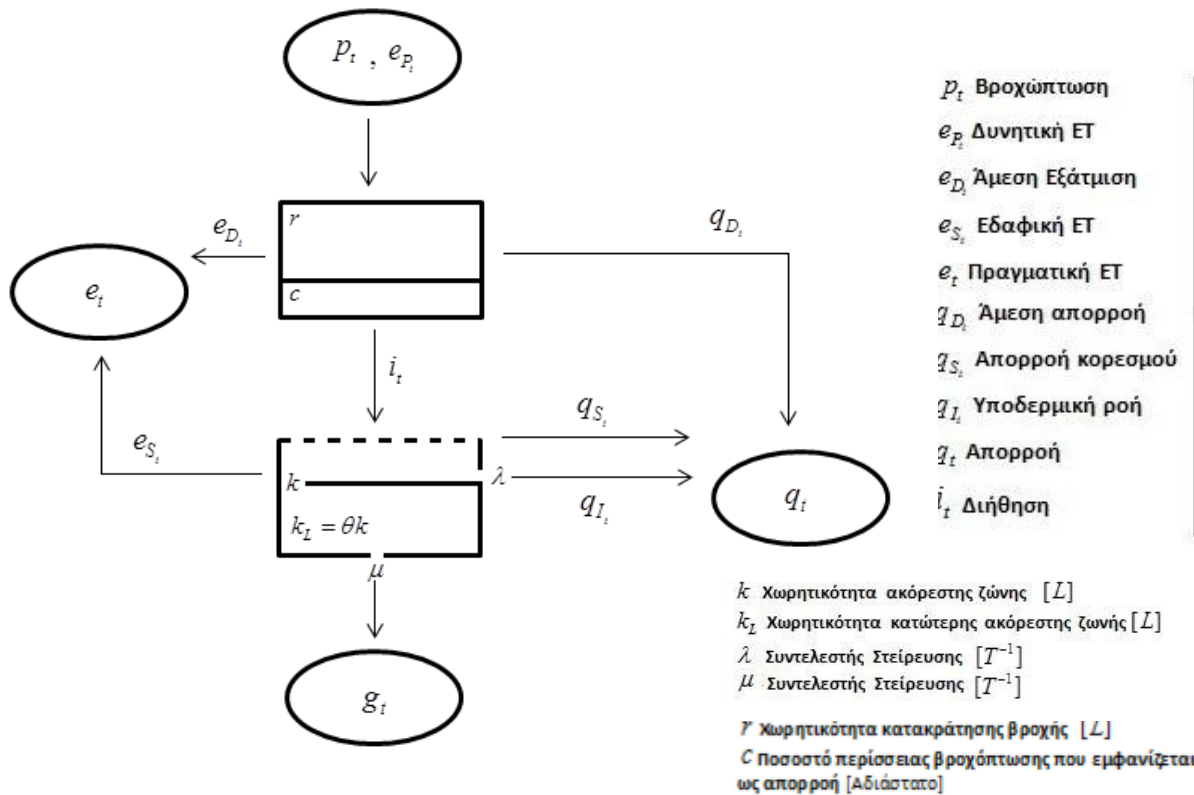 p_t , e_{P_t}
r
e_{D_t}
q_{D_t}
e_t
c
i_t
q_{S_t}
e_{S_t}
k
λ
q_{I_t}
q_t
k_L = θk
μ
g_t
p_t Βροχώπτωση
e_{P_t} Δυνητική ΕΤ
e_{D_t} Άμεση Εξάτμιση
e_{S_t} Εδαφική ΕΤ
e_t Πραγματική ΕΤ
q_{D_t} Άμεση απορροή
q_{S_t} Απορροή κορεσμού
q_{I_t} Υποδερμική ροή
q_t Απορροή
i_t Διήθηση
k Χωρητικότητα ακόρεστης ζώνης [L]
k_L Χωρητικότητα κατώτερης ακόρεστης ζωνής [L]
λ Συντελεστής Στείρευσης [T^{-1}]
μ Συντελεστής Στείρευσης [T^{-1}]
r Χωρητικότητα κατακράτησης βροχής [L]
c Ποσοστό περίσσειας βροχόπτωσης που εμφανίζεται
ως απορροή [Αδιάστατο]